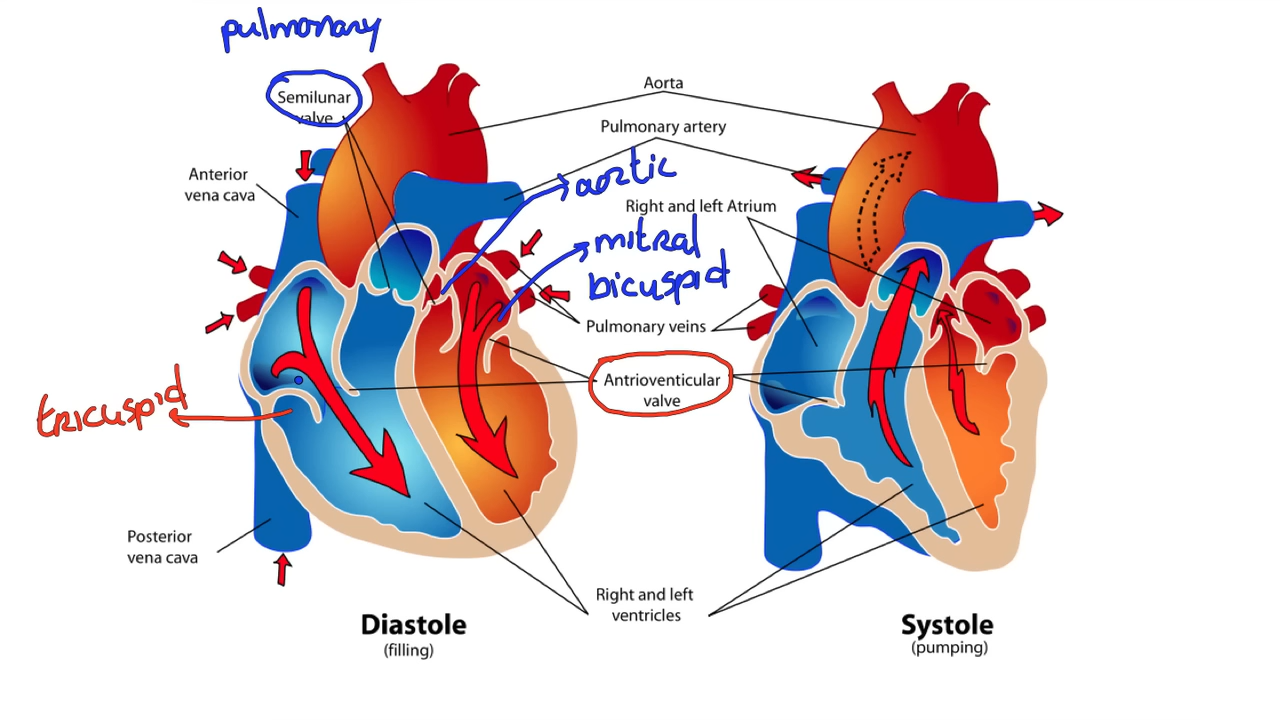 pulmonary
Semilunar
valve
Aorta
Pulmonary artery
aortic
Anterior
vena cava
Right and left Atrium
mitral
bicuspid
Pulmonary veins
Antrioventicular
valve
tricuspid
Posterior
vena cava
Right and left
ventricles
Diastole
(filling)
Systole
(pumping)